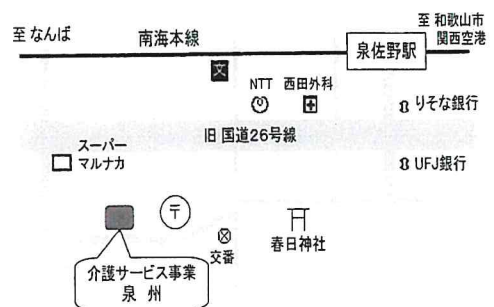 至 和歌山市
関西空港
至 なんば
南海本線
泉佐野駅
文
NTT
西田外科
りそな銀行
旧 国道26号線
スーパー
マルナカ
UFJ銀行
〒
交番
春日神社
介護サービス事業
泉 州